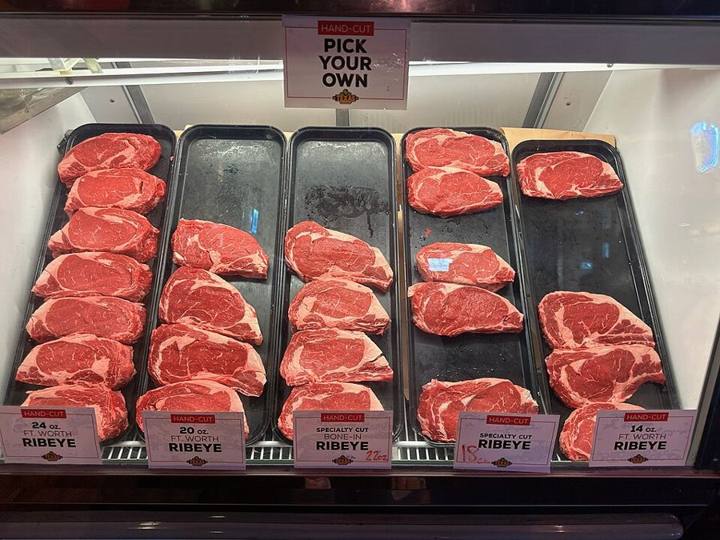 HAND-CUT
PICK
YOUR
OWN
TEXAS
HAND-CUT
24 oz.
FT. WORTH
RIBEYE
HAND-CUT
20 oz.
FT. WORTH
RIBEYE
HAND-CUT
SPECIALTY CUT
BONE-IN
RIBEYE
22oz
HAND-CUT
SPECIALTY CUT
18oz RIBEYE
HAND-CUT
14 oz.
FT. WORTH
RIBEYE